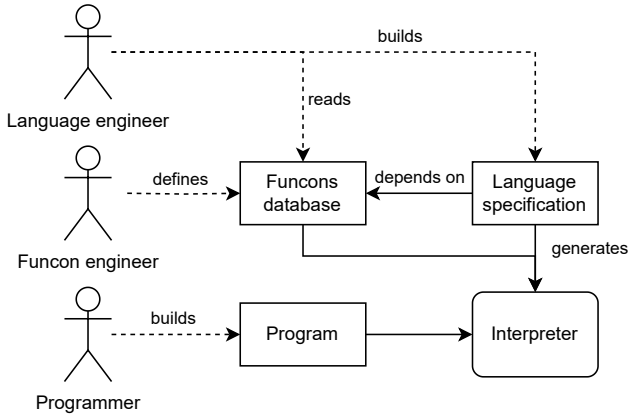 builds
reads
Language engineer
defines
Funcons
database
depends on
Language
specification
Funcon engineer
generates
builds
Program
Interpreter
Programmer